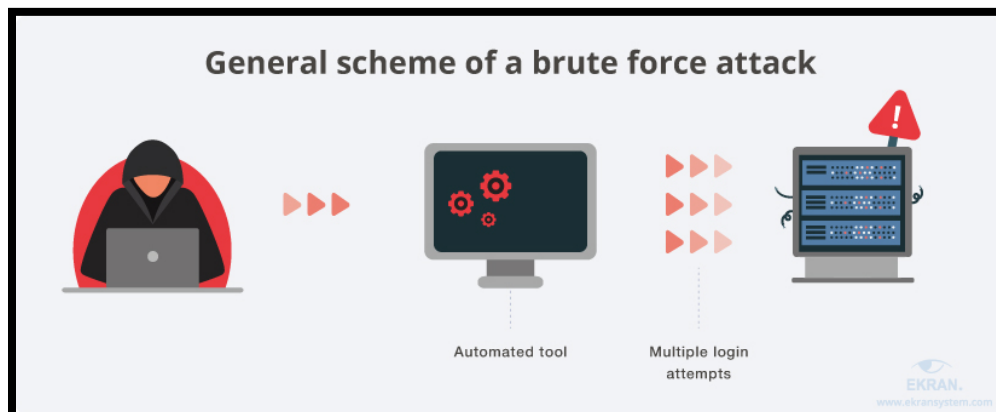 General scheme of a brute force attack
!
Automated tool
Multiple login
attempts
EKRAN.
www.ekransystem.com